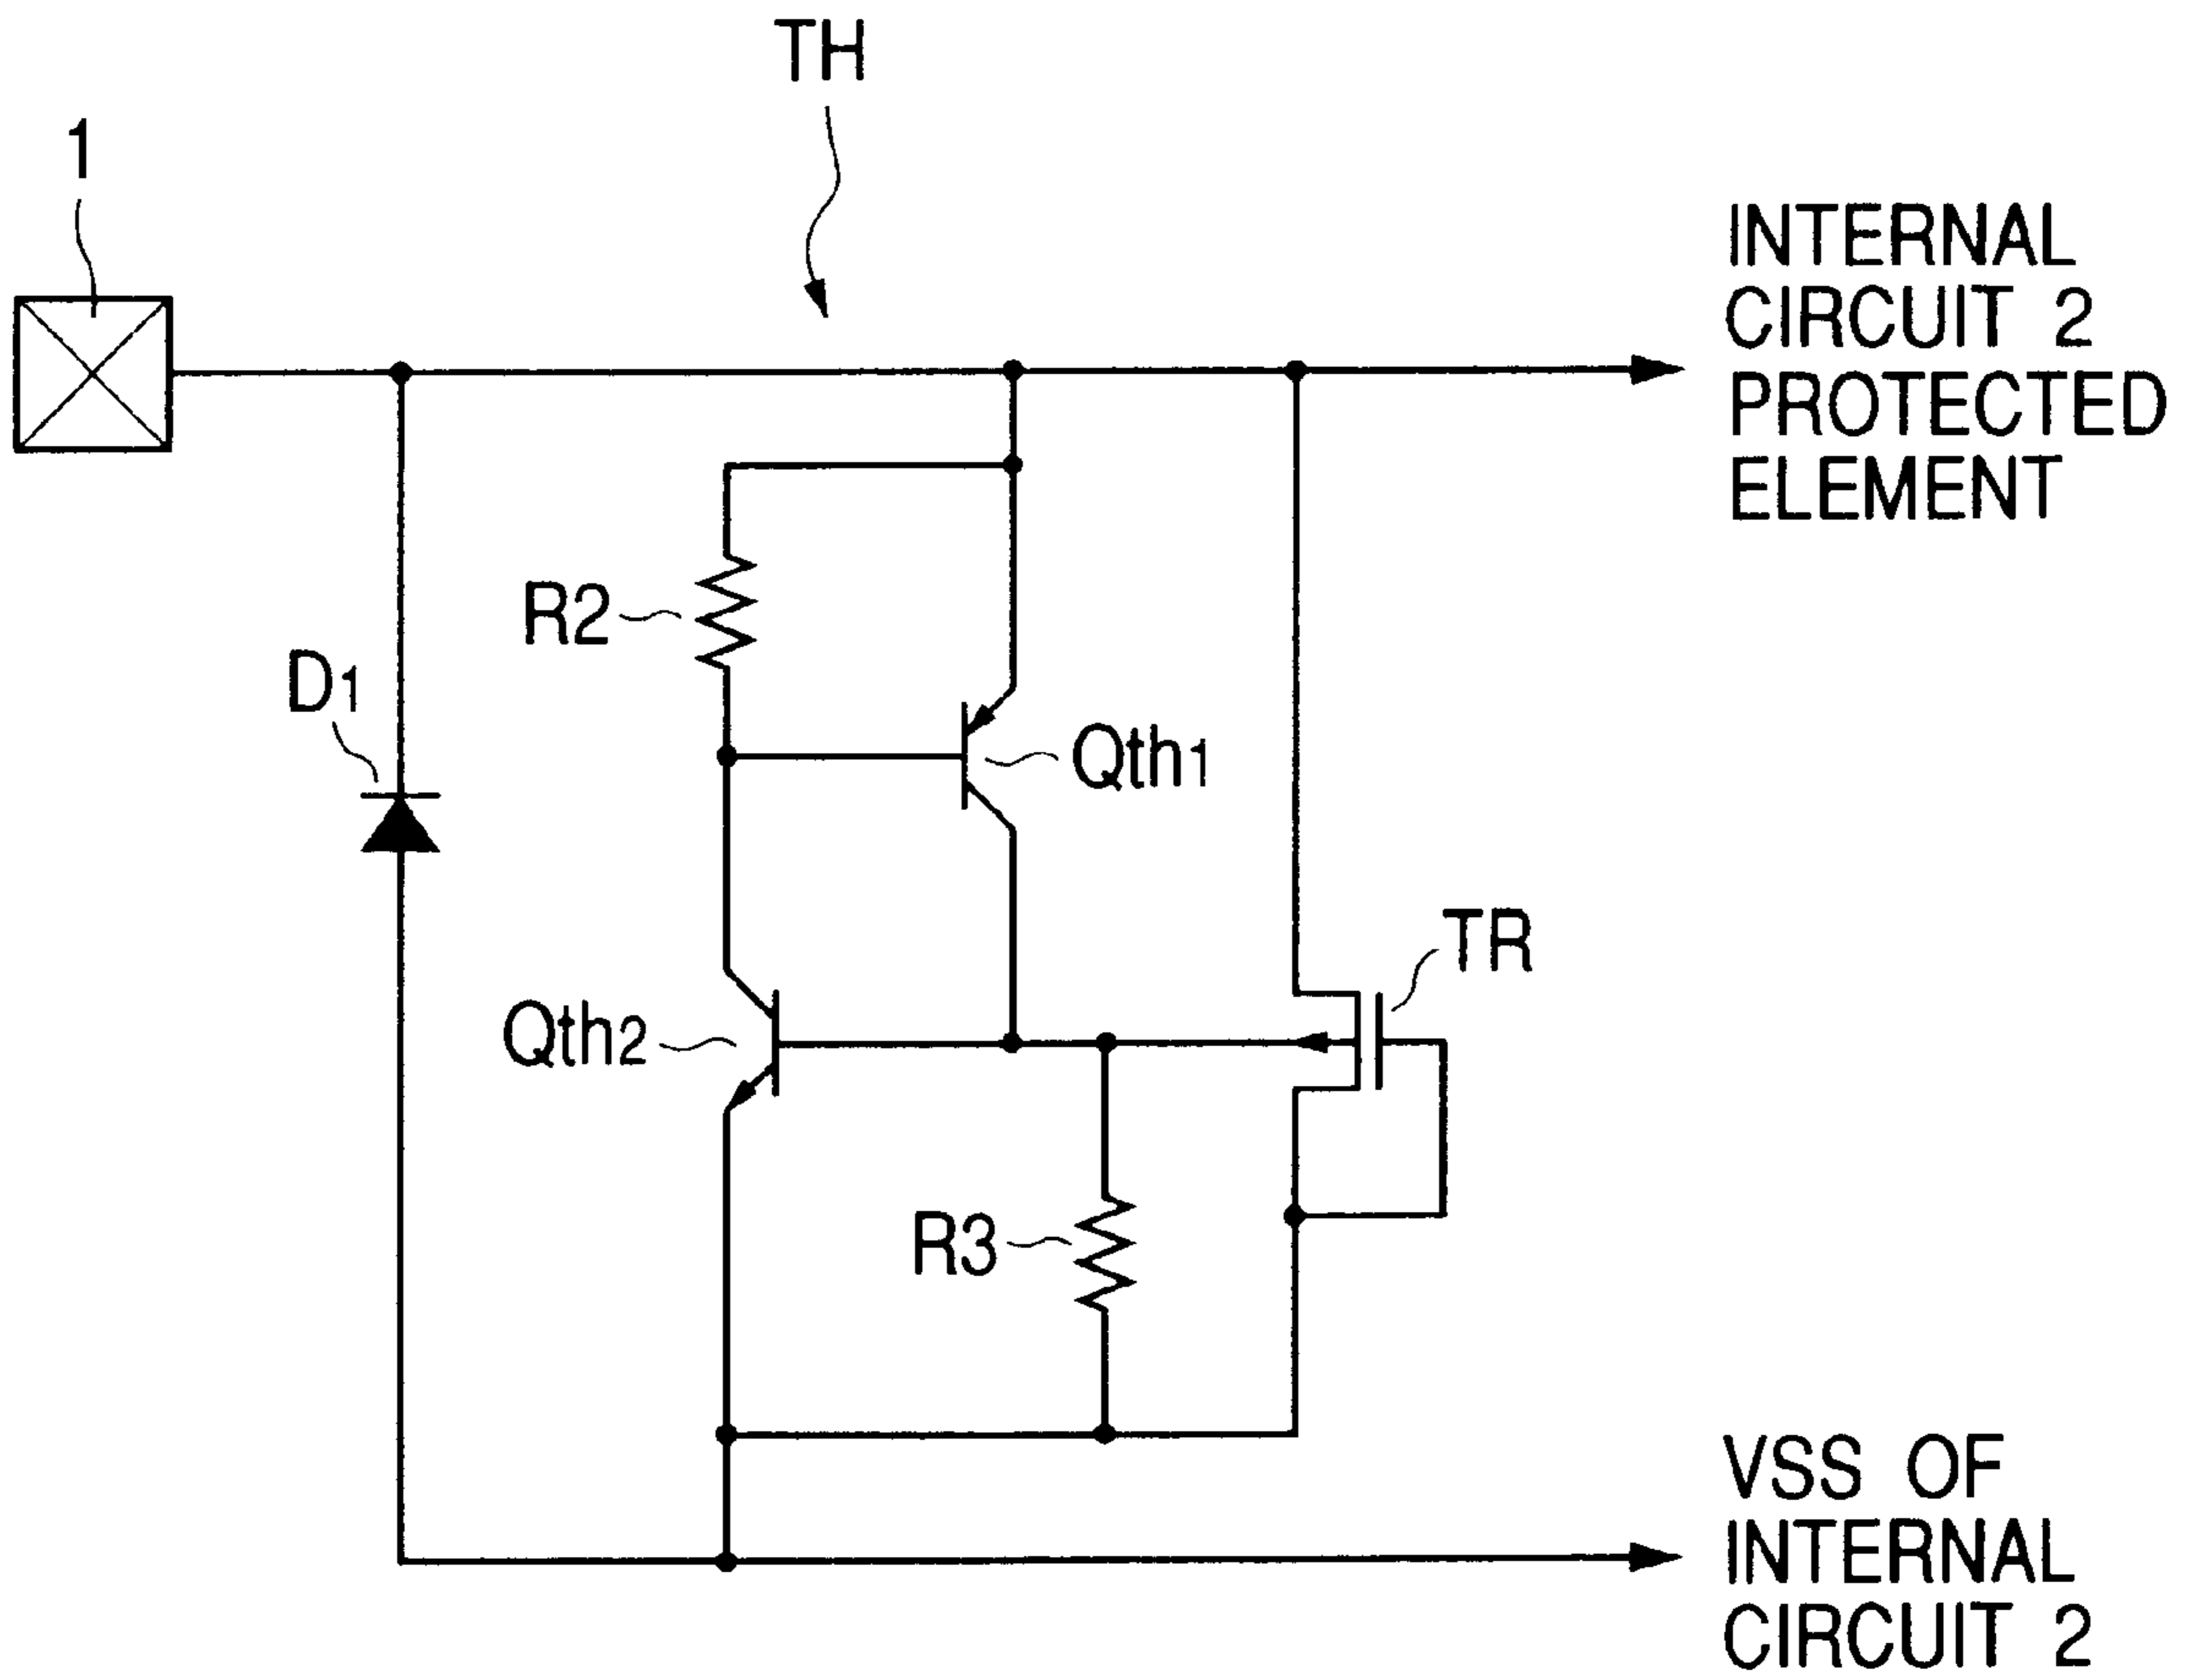 TH
1
INTERNAL
CIRCUIT 2
PROTECTED
ELEMENT
R2
D1
Qth1
TR
Qth2
R3
VSS OF
INTERNAL
CIRCUIT 2